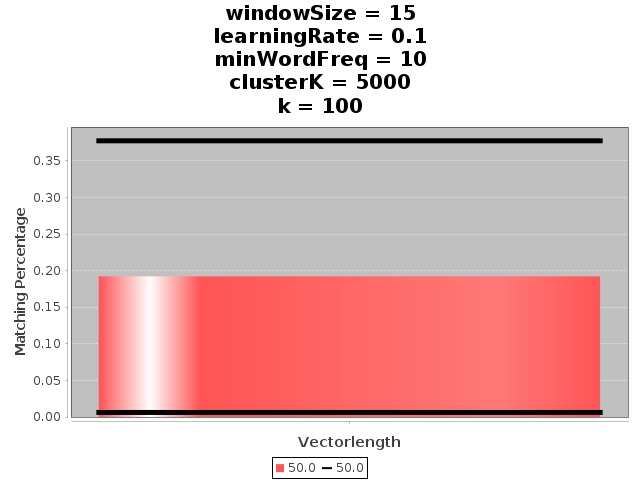 windowSize = 15
learningRate = 0.1
minWordFreq = 10
clusterK = 5000
k = 100
Matching Percentage
0.35
0.30
0.25
0.20
0.15
0.10
0.05
0.00
Vectorlength
50.0 50.0